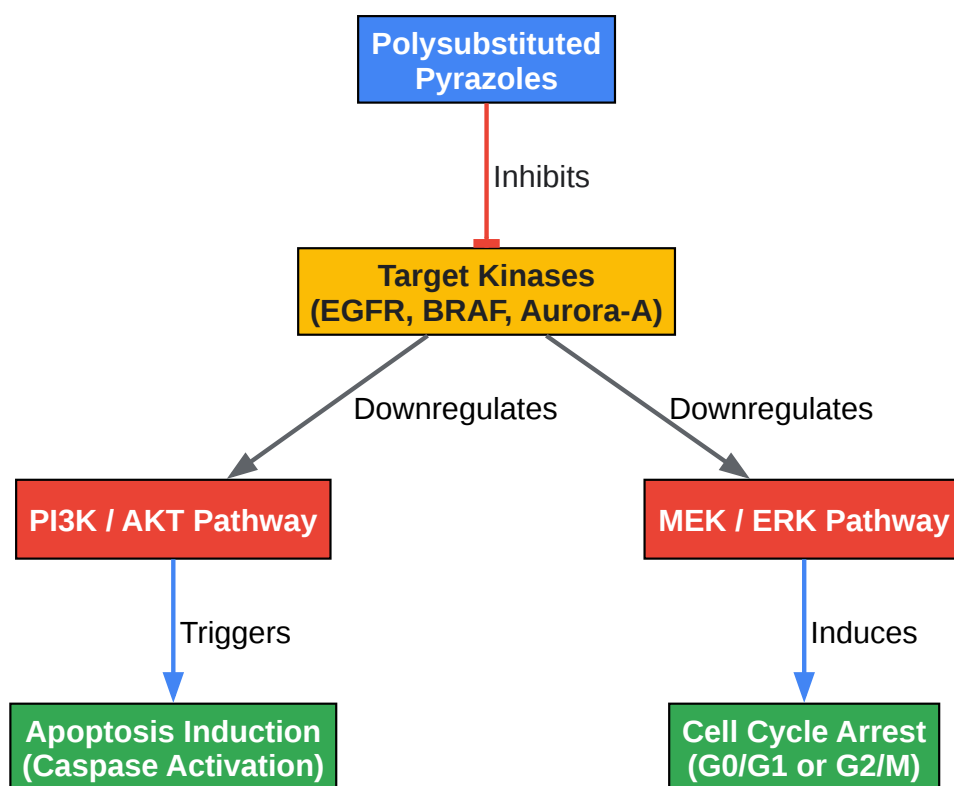 Polysubstituted
Pyrazoles
Inhibits
Target Kinases
(EGFR, BRAF, Aurora-A)
Downregulates
Downregulates
PI3K / AKT Pathway
MEK / ERK Pathway
Triggers
Induces
Apoptosis Induction
(Caspase Activation)
Cell Cycle Arrest
(G0/G1 or G2/M)